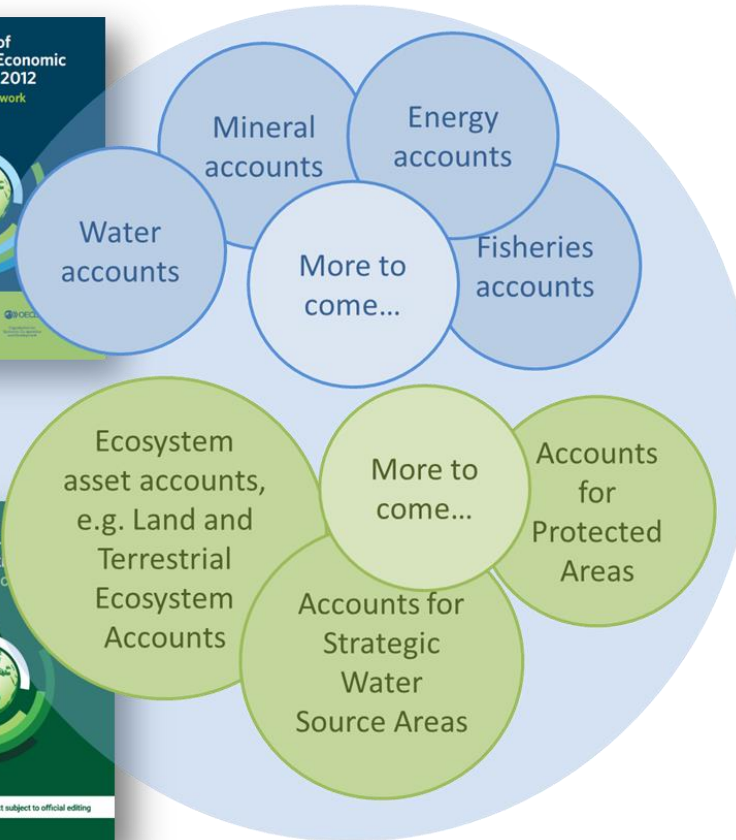 of
Economic
2012
work
Mineral
accounts
Energy
accounts
Water
accounts
More to
come...
Fisheries
accounts
OECD
Ecosystem
asset accounts,
e.g. Land and
Terrestrial
Ecosystem
Accounts
More to
come...
Accounts
for
Protected
Areas
Accounts for
Strategic
Water
Source Areas
t subject to official editing